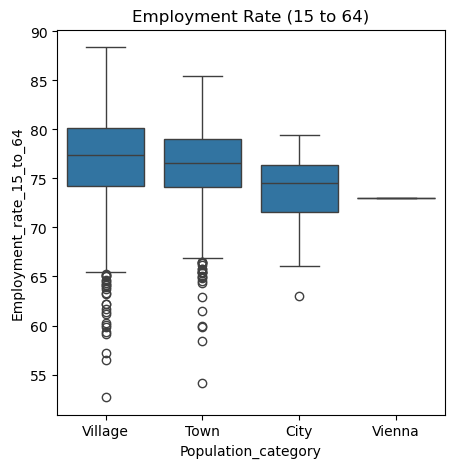 Employment Rate (15 to 64)
Employment_rate_15_to_64
90
85
80
75
70
65
60
55
Village Town City Vienna
Population_category